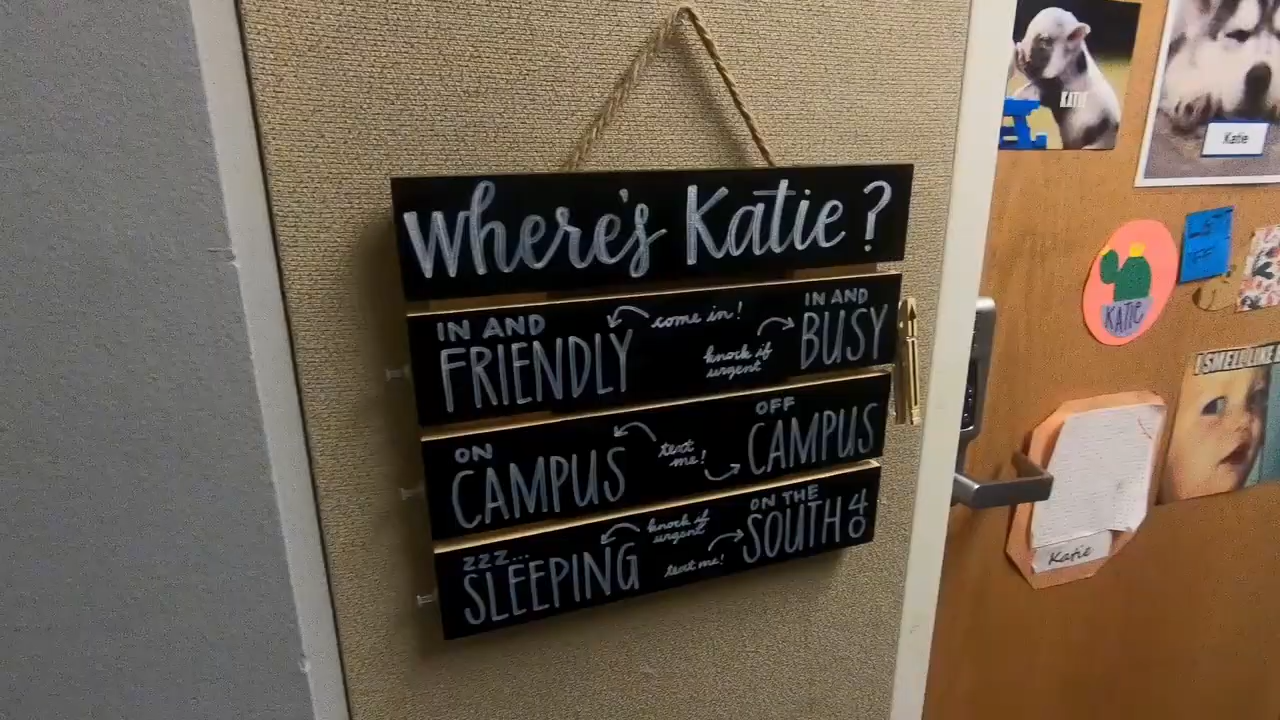 Where's Katie?
IN AND
FRIENDLY
come in!
knock if
urgent
IN AND
BUSY
ON
CAMPUS
text
me!
OFF
CAMPUS
ZZZ...
SLEEPING
knock if
urgent
text me!
ON THE
SOUTH 40
KATIE
Katie
KATIE
I SMELL LIKE
Katie